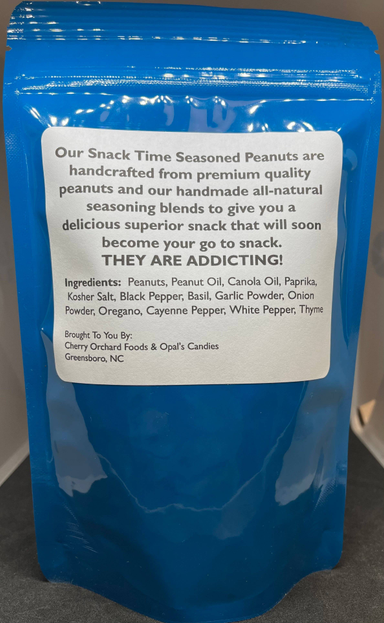 Our Snack Time Seasoned Peanuts are
handcrafted from premium quality
peanuts and our handmade all-natural
seasoning blends to give you a
delicious superior snack that will soon
become your go to snack.
THEY ARE ADDICTING!
Ingredients: Peanuts, Peanut Oil, Canola Oil, Paprika,
Kosher Salt, Black Pepper, Basil, Garlic Powder, Onion
Powder, Oregano, Cayenne Pepper, White Pepper, Thyme
Brought To You By:
Cherry Orchard Foods & Opal's Candies
Greensboro, NC